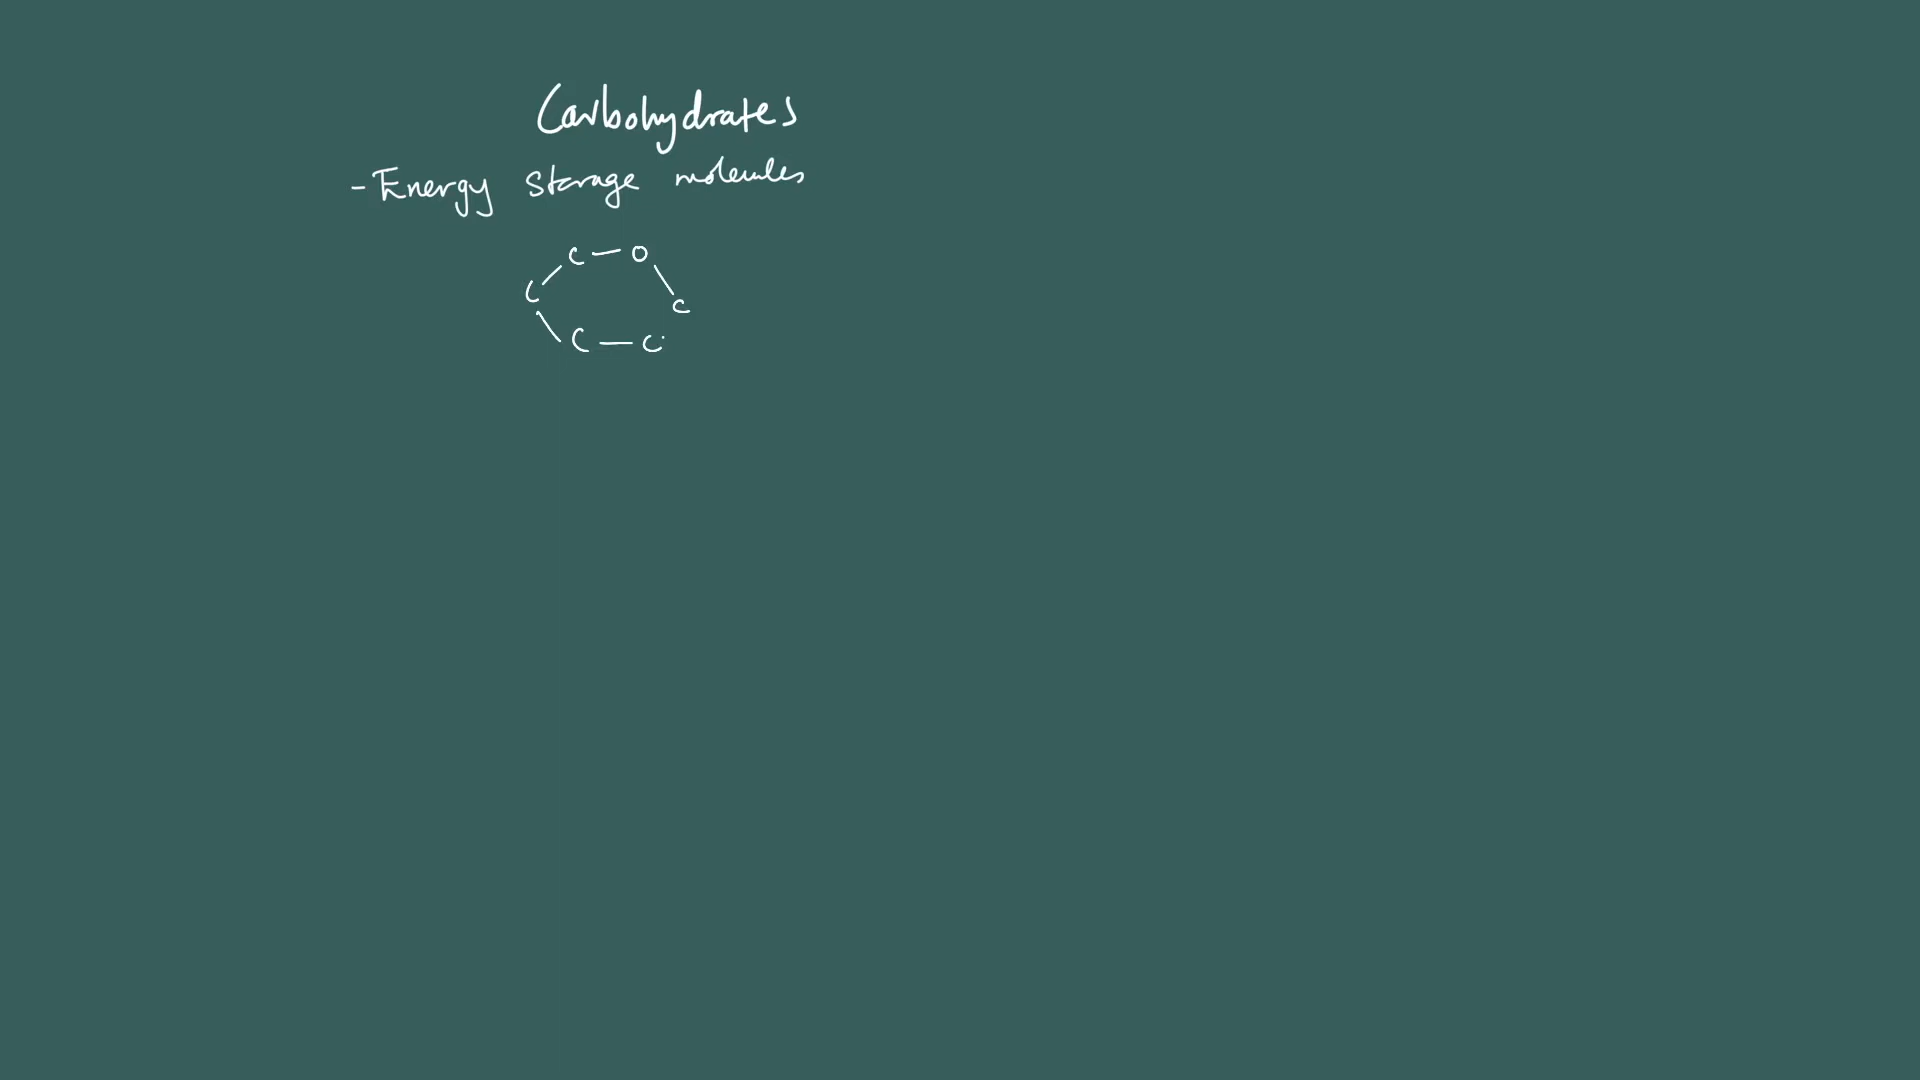 Carbohydrates
- Energy storage molecules
C — O
C
C
C — C